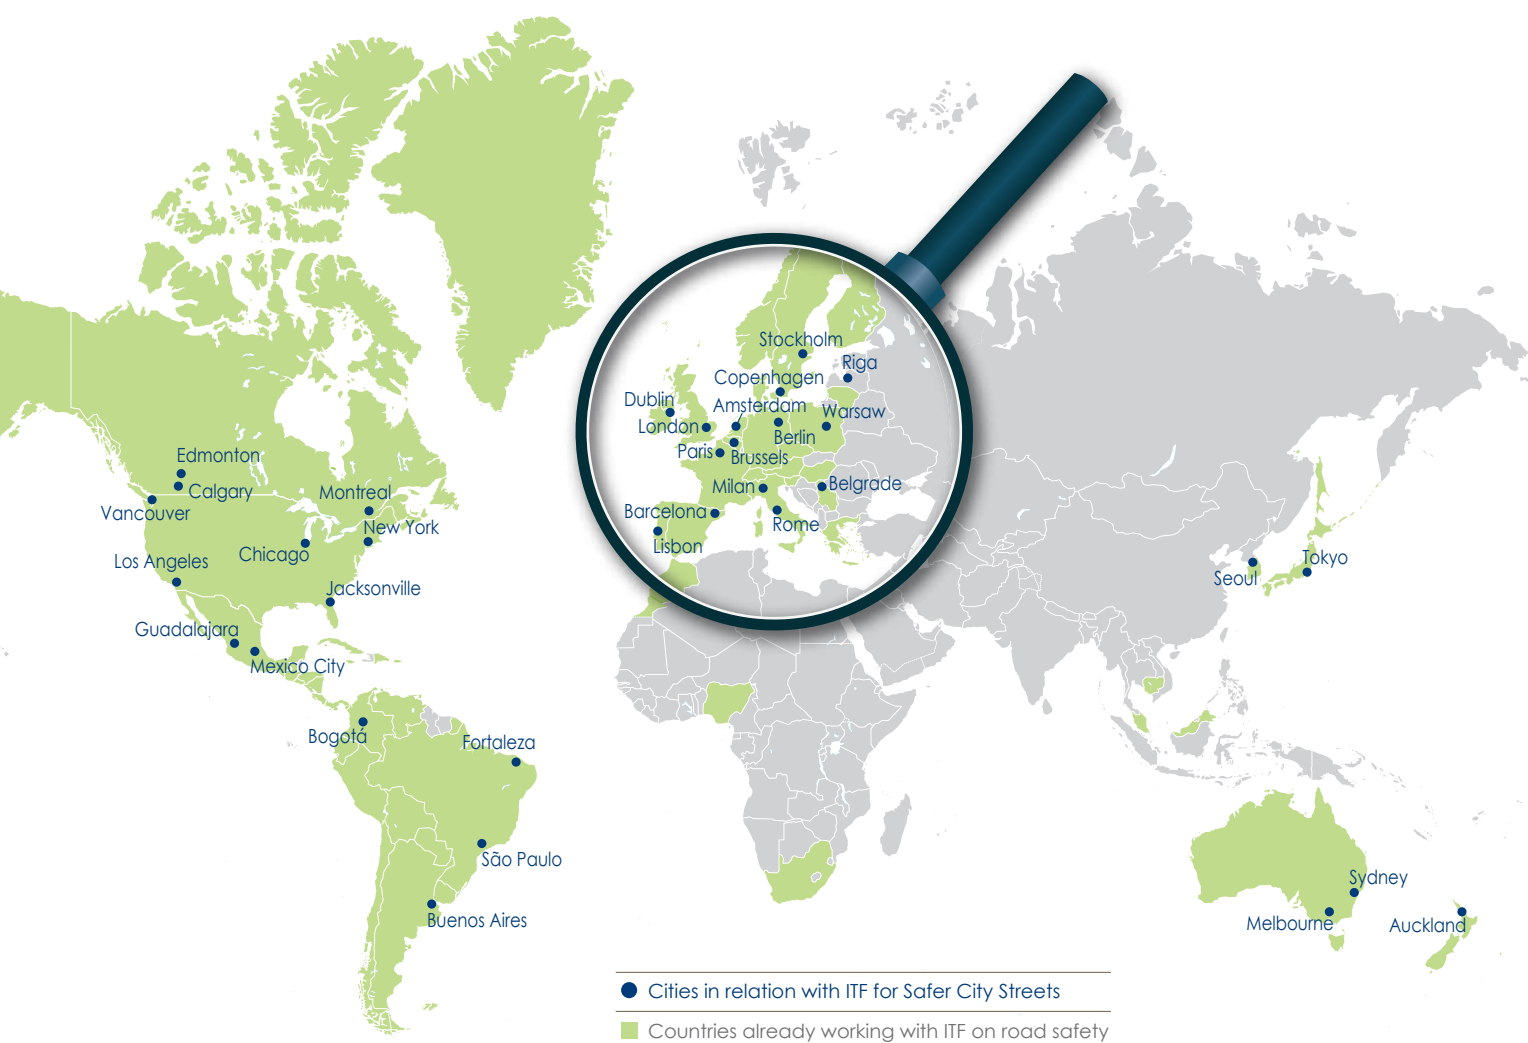 Stockholm
Riga
Copenhagen
Dublin
Amsterdam
Warsaw
London
Berlin
Paris
Brussels
Milan
Belgrade
Barcelona
Rome
Lisbon
Edmonton
Calgary
Montreal
Vancouver
New York
Chicago
Los Angeles
Jacksonville
Guadalajara
Mexico City
Bogotá
Fortaleza
São Paulo
Buenos Aires
Seoul
Tokyo
Sydney
Melbourne
Auckland
Cities in relation with ITF for Safer City Streets
Countries already working with ITF on road safety